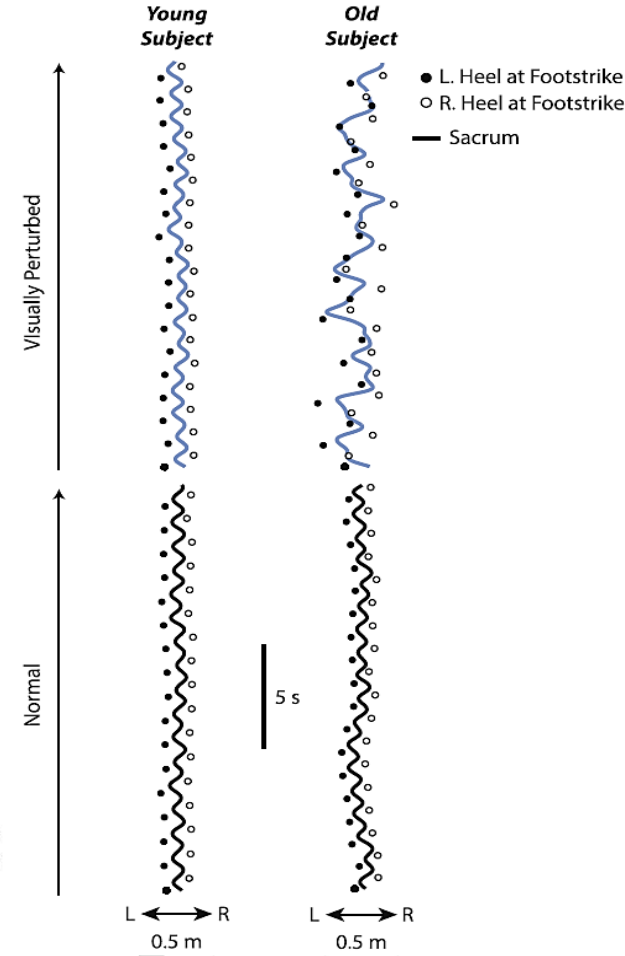 Young
Subject
Old
Subject
L. Heel at Footstrike
R. Heel at Footstrike
Sacrum
VIsually Perturbed
Normal
5 s
L R
0.5 m
L R
0.5 m